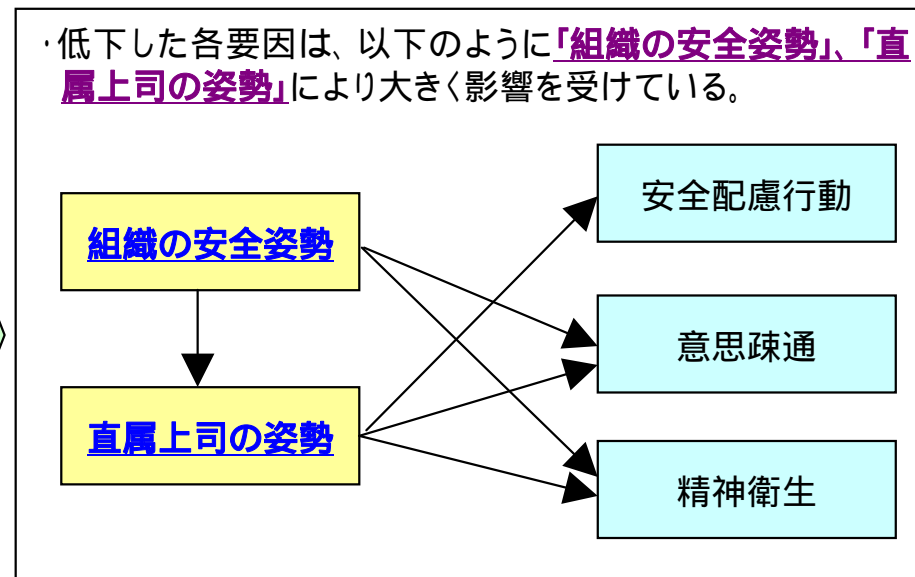 ・低下した各要因は、以下のように「組織の安全姿勢」、「直
属上司の姿勢」により大きく影響を受けている。
安全配慮行動
組織の安全姿勢
意思疎通
直属上司の姿勢
精神衛生